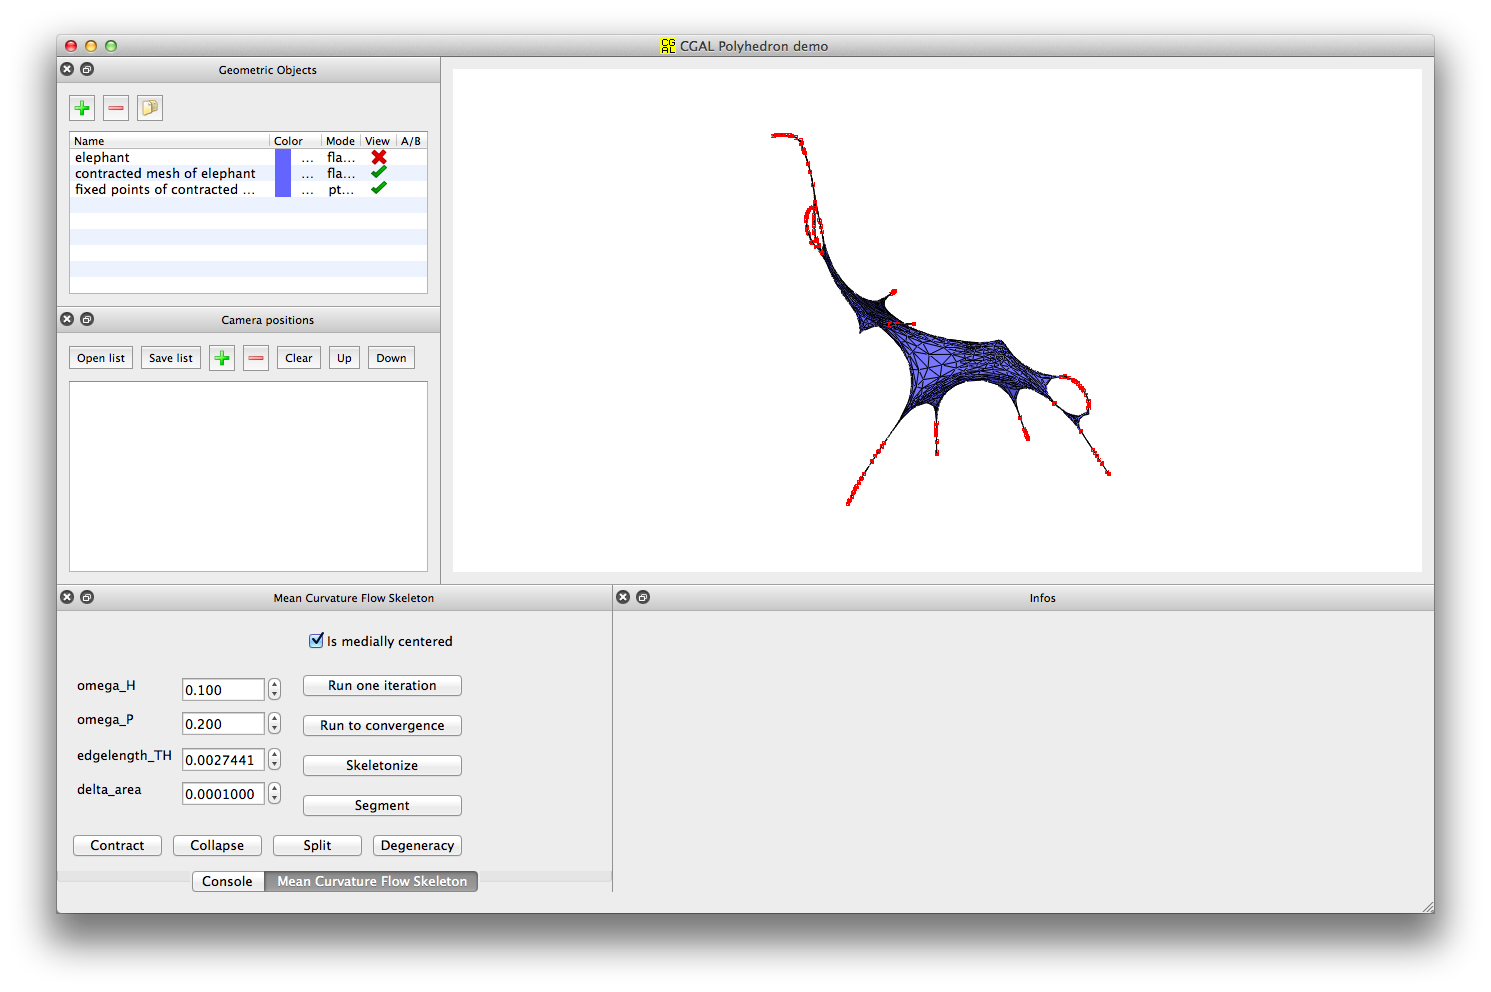 CG
AL CGAL Polyhedron demo
Geometric Objects
Name Color Mode View A/B
elephant ... fla...
contracted mesh of elephant ... fla...
fixed points of contracted ... ... pt...
Camera positions
Open list Save list Clear Up Down
Mean Curvature Flow Skeleton
Infos
Is medially centered
omega_H 0.100 Run one iteration
omega_P 0.200 Run to convergence
edgelength_TH 0.0027441 Skeletonize
delta_area 0.0001000 Segment
Contract Collapse Split Degeneracy
Console Mean Curvature Flow Skeleton